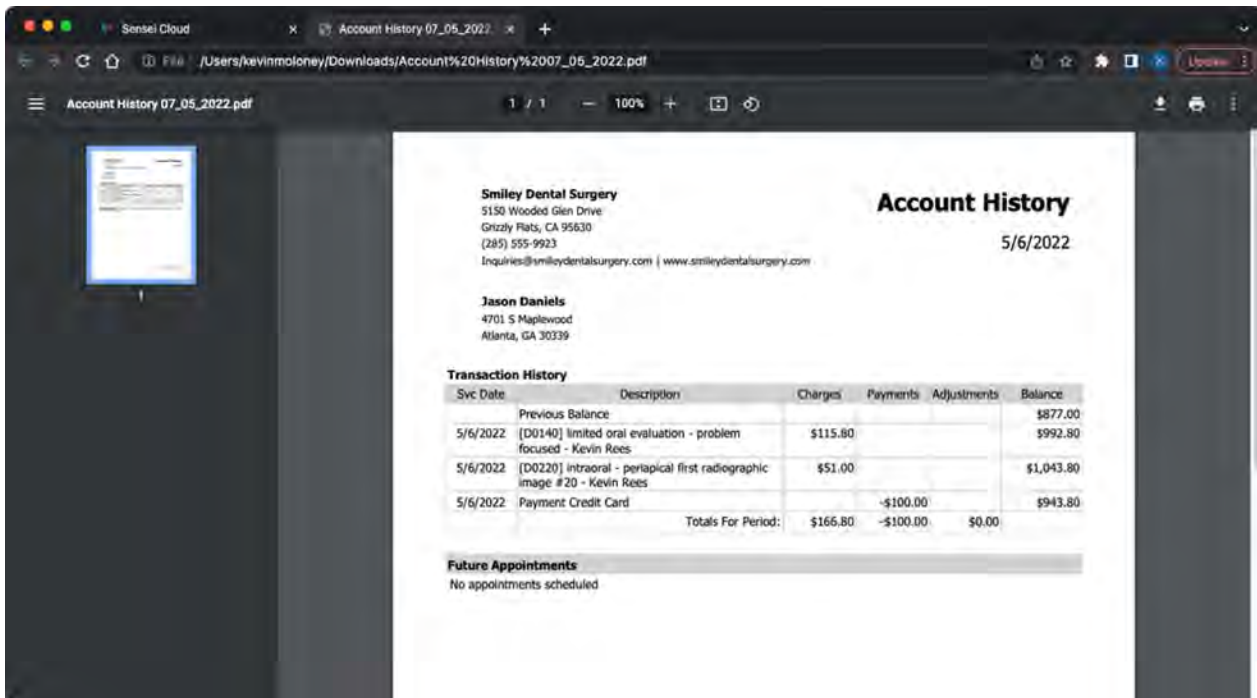 Sensei Cloud
Account History 07_05_2022
File /Users/kevinmoloney/Downloads/Account%20History%2007_05_2022.pdf
Update
Account History 07_05_2022.pdf
1 / 1 — 100% +
1
Smiley Dental Surgery
5150 Wooded Glen Drive
Grizzly Flats, CA 95630
(285) 555-9923
Inquiries@smileydentalsurgery.com | www.smileydentalsurgery.com
Account History
5/6/2022
Jason Daniels
4701 S Maplewood
Atlanta, GA 30339
Transaction History
Svc Date Description Charges Payments Adjustments Balance
Previous Balance $877.00
5/6/2022 [D0140] limited oral evaluation - problem $115.80 $992.80
focused - Kevin Rees
5/6/2022 [D0220] intraoral - periapical first radiographic $51.00 $1,043.80
image #20 - Kevin Rees
5/6/2022 Payment Credit Card -$100.00 $943.80
Totals For Period: $166.80 -$100.00 $0.00
Future Appointments
No appointments scheduled